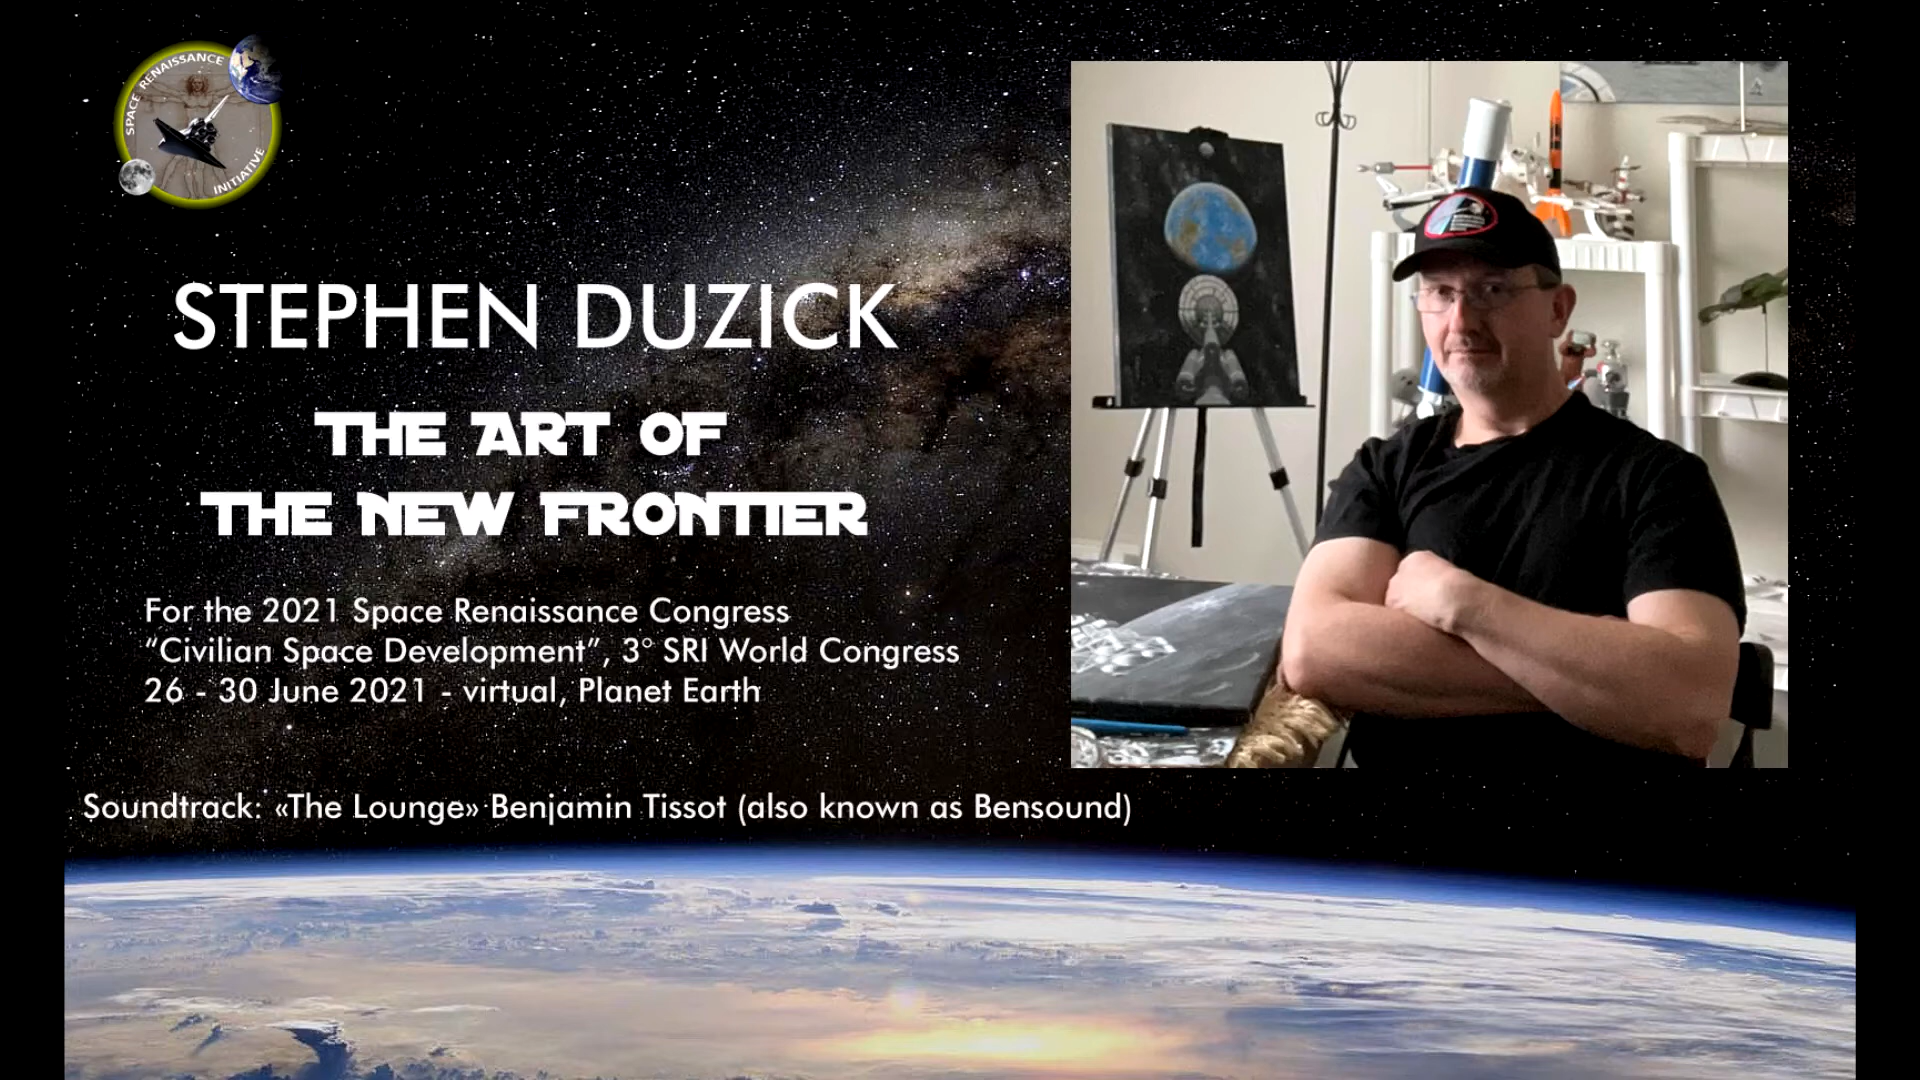 SPACE RENAISSANCE
INITIATIVE
STEPHEN DUZICK
THE ART OF
THE NEW FRONTIER
For the 2021 Space Renaissance Congress
“Civilian Space Development”, 3° SRI World Congress
26 - 30 June 2021 - virtual, Planet Earth
Soundtrack: «The Lounge» Benjamin Tissot (also known as Bensound)